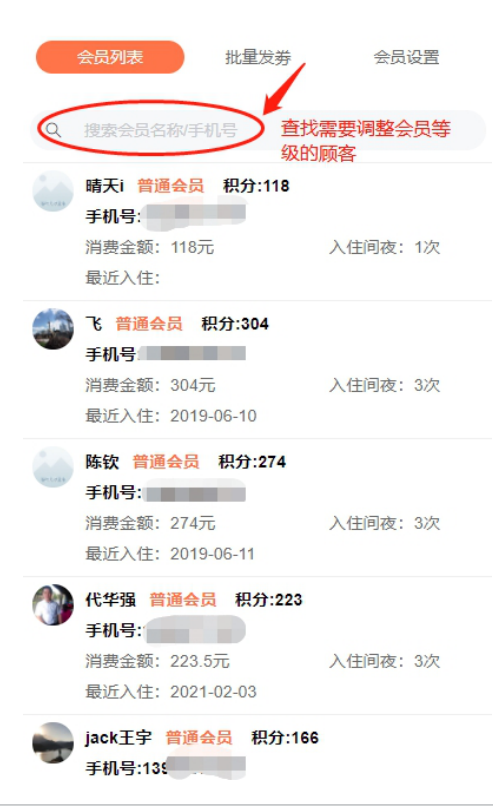 会员列表 批量发券 会员设置
搜索会员名称/手机号
查找需要调整会员等
级的顾客
晴天i 普通会员 积分:118
手机号:
消费金额：118元 入住间夜：1次
最近入住：
飞 普通会员 积分:304
手机号:
消费金额：304元 入住间夜：3次
最近入住：2019-06-10
陈钦 普通会员 积分:274
手机号:
消费金额：274元 入住间夜：3次
最近入住：2019-06-11
代华强 普通会员 积分:223
手机号:
消费金额：223.5元 入住间夜：3次
最近入住：2021-02-03
jack王宇 普通会员 积分:166
手机号:139